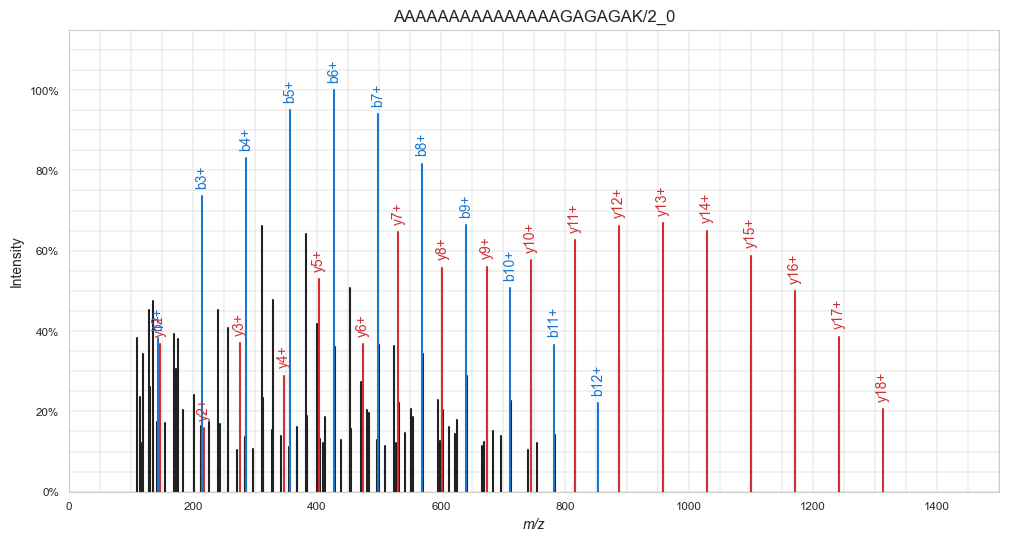 AAAAAAAAAAAAAAAGAGAGAK/2_0
Intensity
100%
80%
60%
40%
20%
0%
b2+
y1+
b3+
y2+
y3+
b4+
y4+
b5+
y5+
b6+
y6+
b7+
y7+
b8+
y8+
b9+
y9+
b10+
y10+
b11+
y11+
b12+
y12+
y13+
y14+
y15+
y16+
y17+
y18+
0
200
400
600
800
1000
1200
1400
m/z